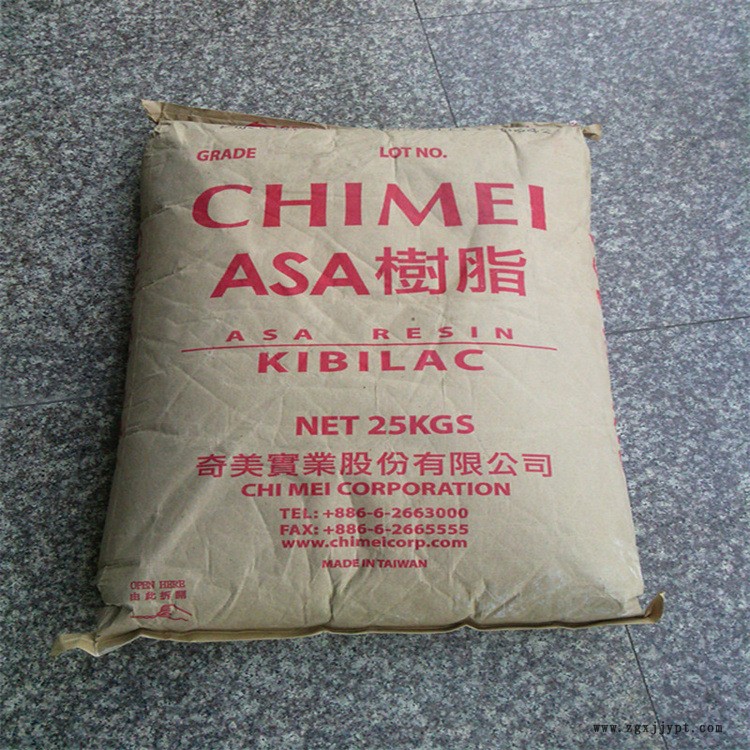 GRADE LOT NO.
CHIMEI
ASA樹脂
ASA RESIN
KIBILAC
NET 25KGS
奇美實業股份有限公司
CHI MEI CORPORATION
TEL: +886-6-2663000
FAX: +886-6-2665555
www.chimeicorp.com
MADE IN TAIWAN
OPEN HERE
由此拆開
www.zgxjjypt.com